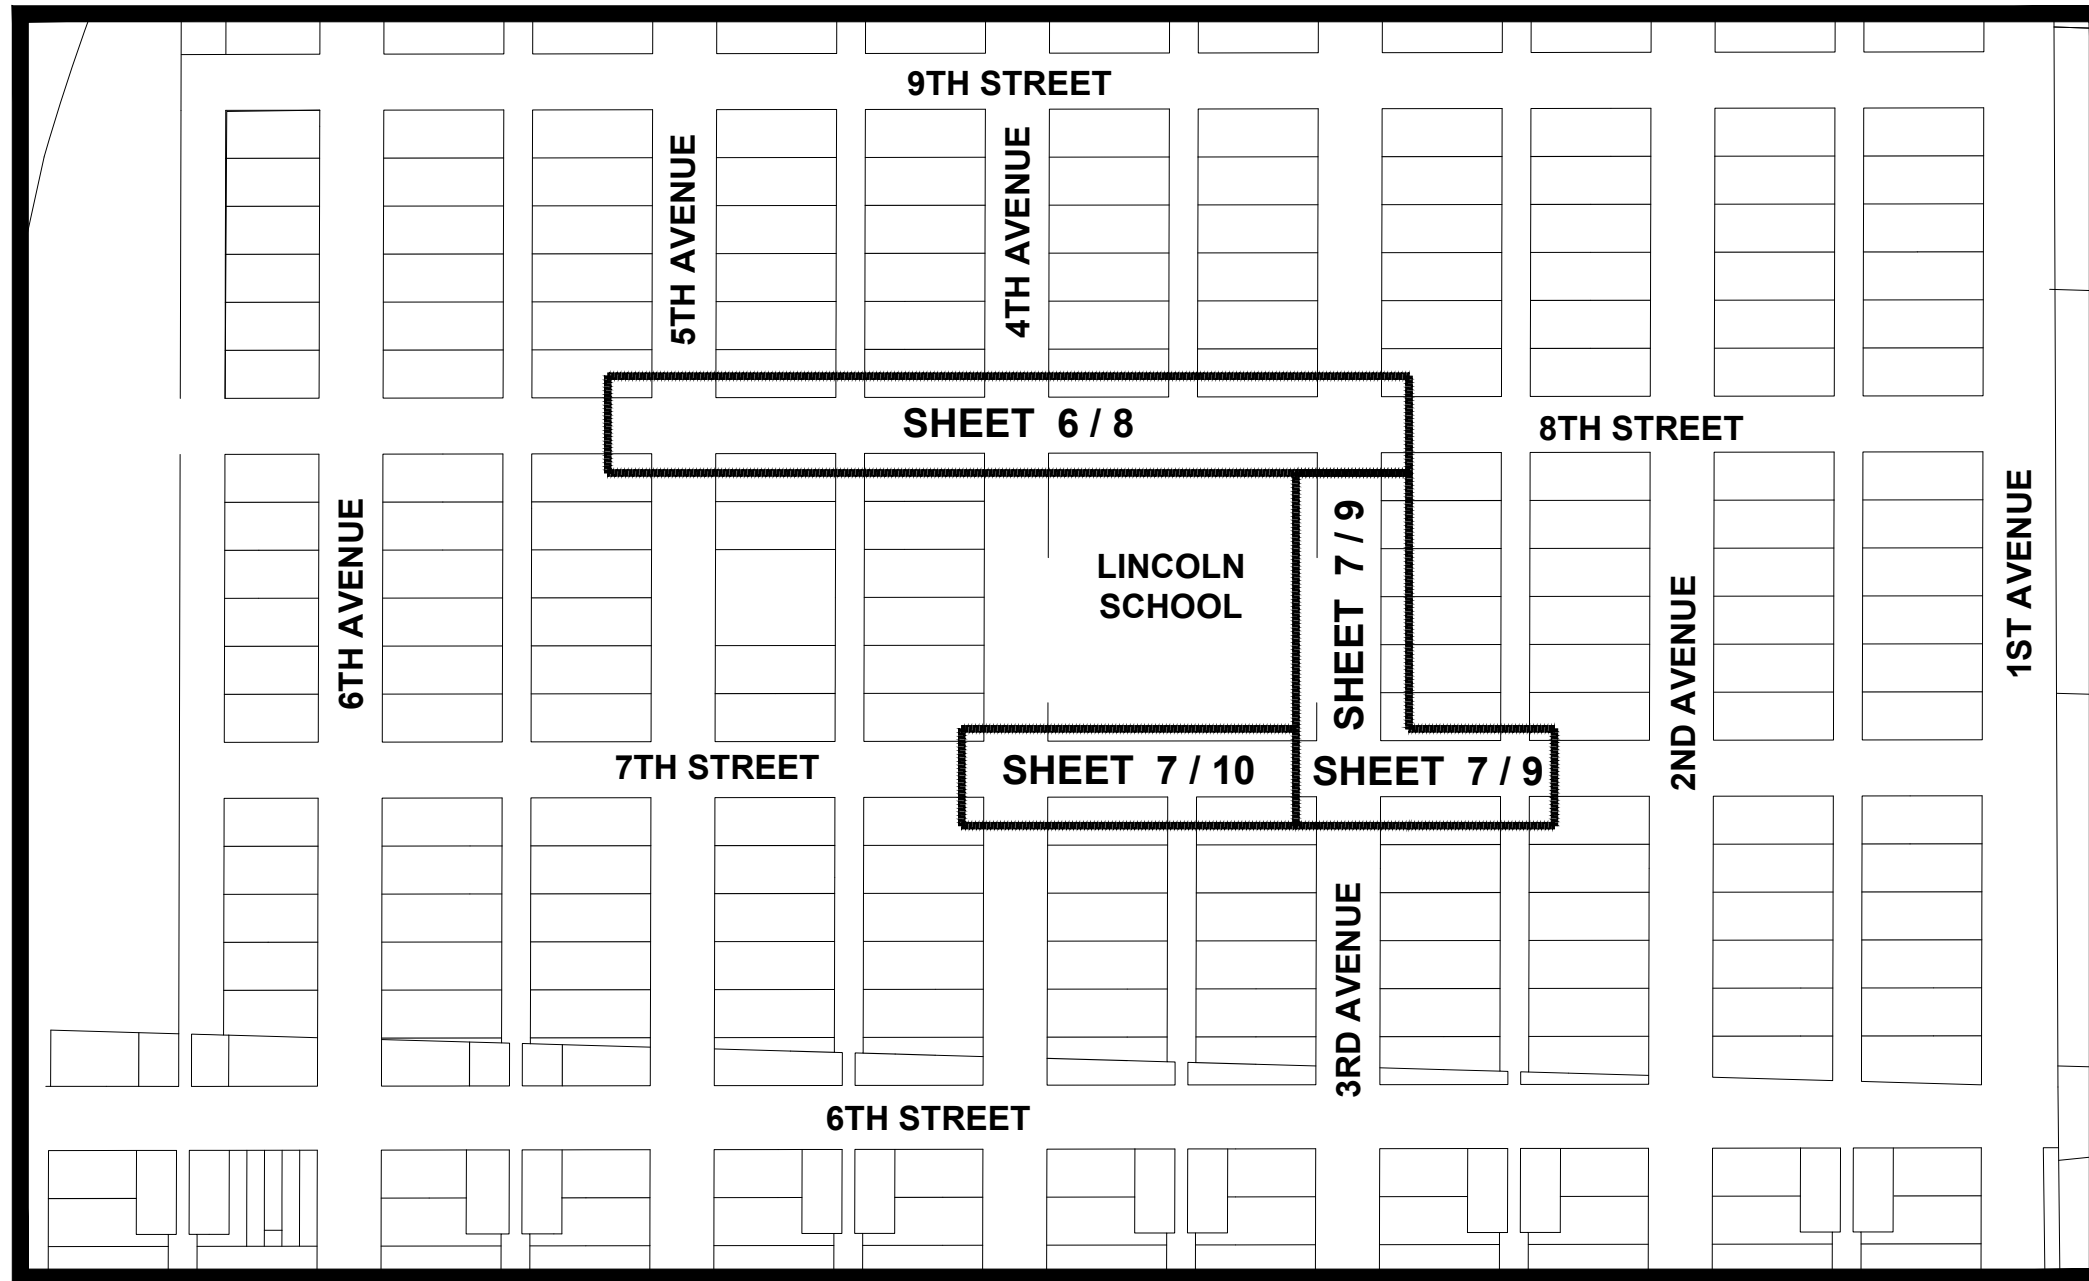 9TH STREET
5TH AVENUE
4TH AVENUE
SHEET 6 / 8
8TH STREET
6TH AVENUE
LINCOLN
SCHOOL
SHEET 7 / 9
2ND AVENUE
1ST AVENUE
7TH STREET
SHEET 7 / 10
SHEET 7 / 9
3RD AVENUE
6TH STREET